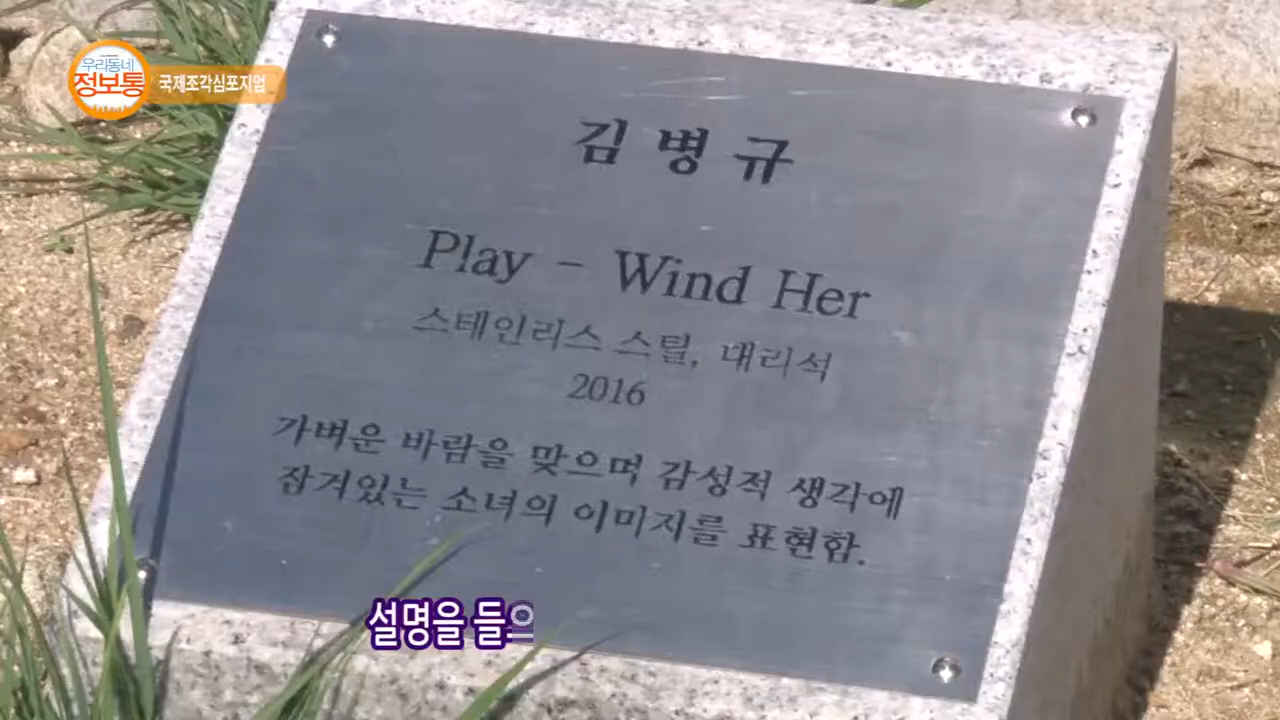 우리동네
정보통
국제조각심포지엄
김병규
Play - Wind Her
스테인리스 스틸, 대리석
2016
가벼운 바람을 맞으며 감성적 생각에
잠겨있는 소녀의 이미지를 표현함.
설명을 들으